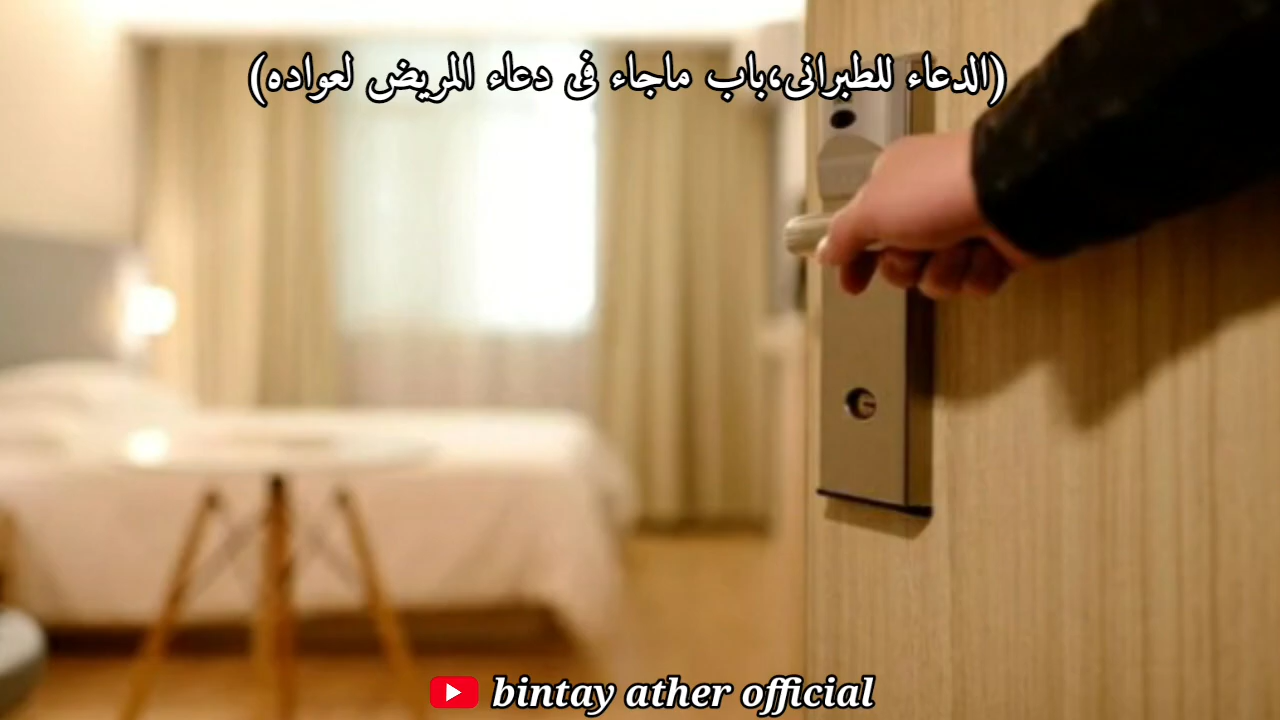 (الدعاء للطبرانی،باب ماجاء فی دعاء المریض لعواده)
bintay ather official